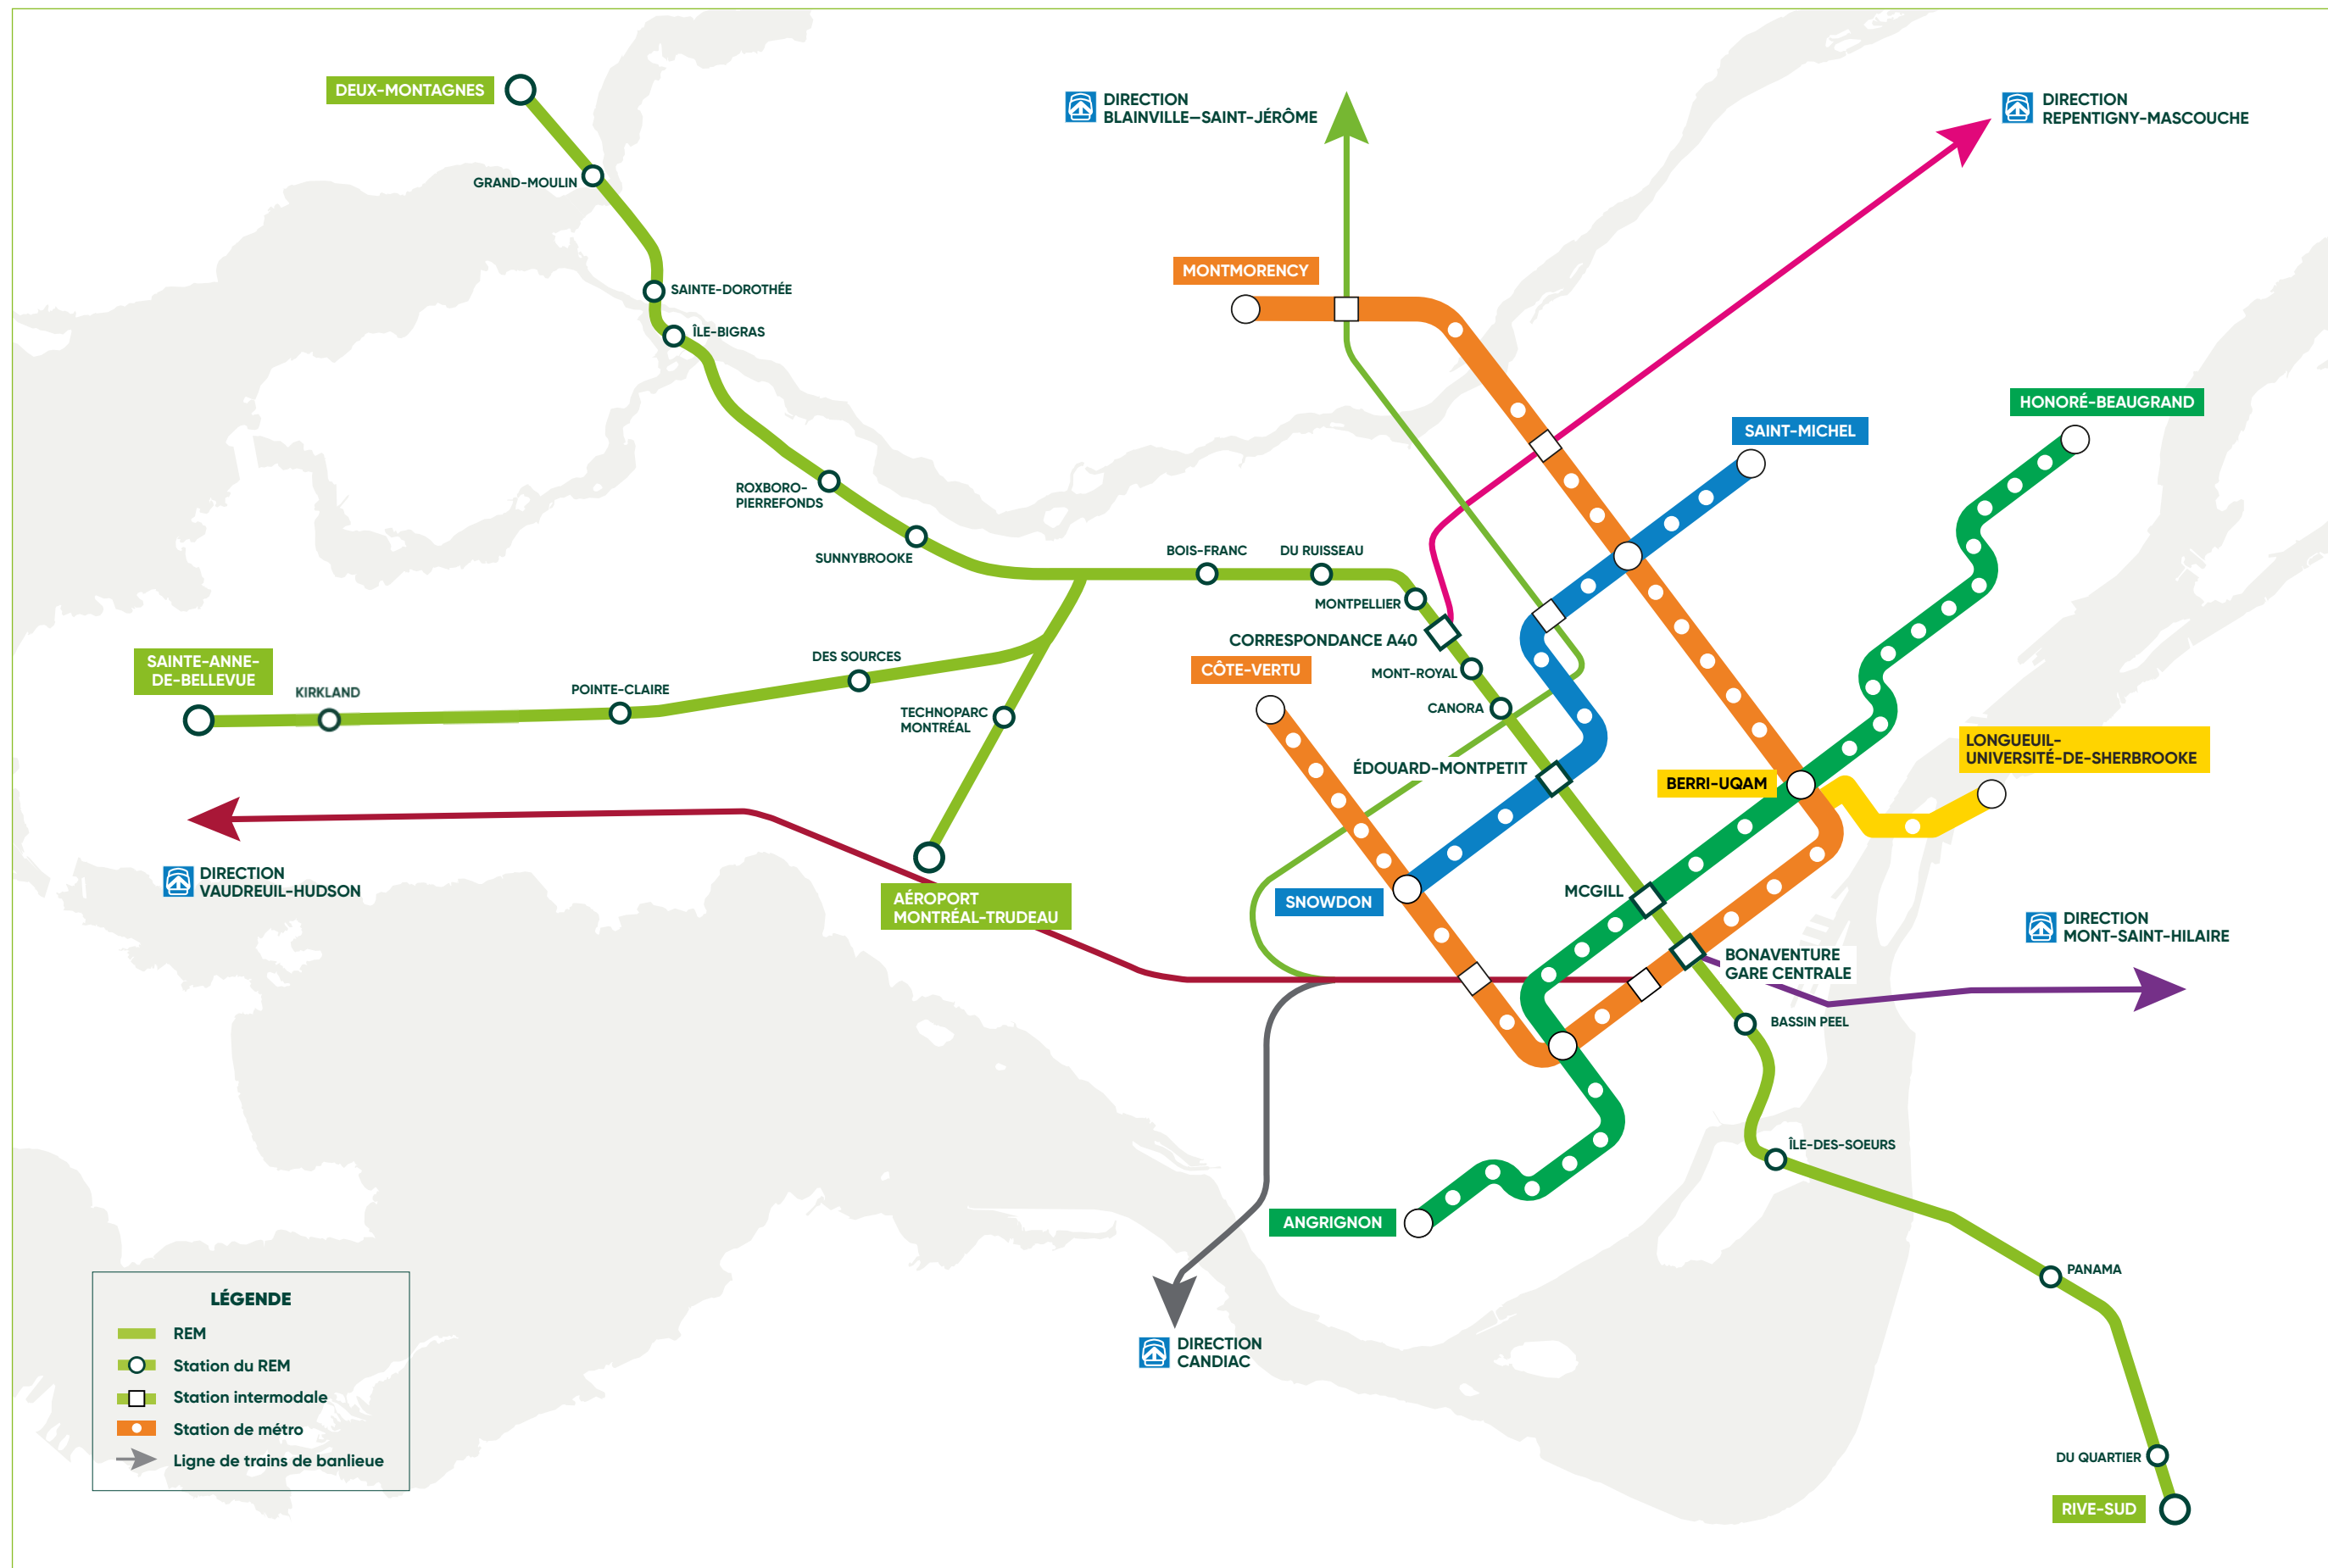 DEUX-MONTAGNES
GRAND-MOULIN
SAINTE-DOROTHÉE
ÎLE-BIGRAS
ROXBORO-
PIERREFONDS
SUNNYBROOKE
BOIS-FRANC
DU RUISSEAU
MONTPELLIER
CORRESPONDANCE A40
MONT-ROYAL
CANORA
ÉDOUARD-MONTPETIT
MCGILL
BONAVENTURE
GARE CENTRALE
BASSIN PEEL
ÎLE-DES-SOEURS
PANAMA
DU QUARTIER
RIVE-SUD
SAINTE-ANNE-
DE-BELLEVUE
KIRKLAND
POINTE-CLAIRE
DES SOURCES
TECHNOPARC
MONTRÉAL
AÉROPORT
MONTRÉAL-TRUDEAU
DIRECTION
BLAINVILLE—SAINT-JÉRÔME
DIRECTION
REPENTIGNY-MASCOUCHE
MONTMORENCY
SAINT-MICHEL
HONORÉ-BEAUGRAND
CÔTE-VERTU
BERRI-UQAM
LONGUEUIL-
UNIVERSITÉ-DE-SHERBROOKE
SNOWDON
ANGRIGNON
DIRECTION
VAUDREUIL-HUDSON
DIRECTION
MONT-SAINT-HILAIRE
DIRECTION
CANDIAC
LÉGENDE
REM
Station du REM
Station intermodale
Station de métro
Ligne de trains de banlieue